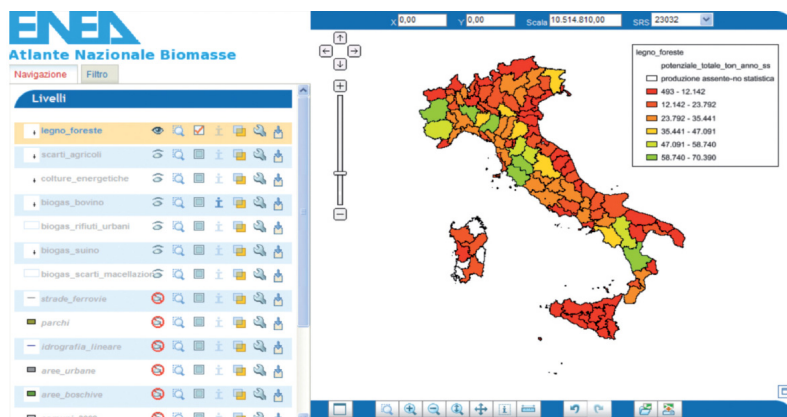 X 0,00 Y 0,00 Scala 10.514.810,00 SRS 23032
ENEA
Atlante Nazionale Biomasse
Navigazione Filtro
Livelli
legno_foreste
scarti_agricoli
colture_energetiche
biogas_bovino
biogas_rifiuti_urbani
biogas_suino
biogas_scarti_macellazion
strade_ferrovie
parchi
idrografia_lineare
aree_urbane
aree_boschive
legno_foreste
potenziale_totale_ton_anno_ss
produzione assente-no statistica
493 - 12.142
12.142 - 23.792
23.792 - 35.441
35.441 - 47.091
47.091 - 58.740
58.740 - 70.390